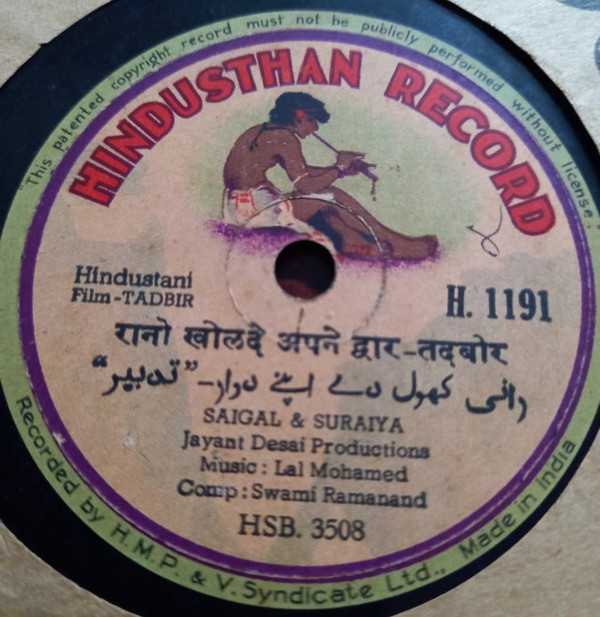 "This patented copyright record must not be publicly performed without license."
HINDUSTHAN RECORD
Hindustani
Film -TADBIR
H. 1191
रानो खोलदे अपने द्वार-तदबोर
رانی کھول دے اپنے دوار-"تدبیر"
SAIGAL & SURAIYA
Jayant Desai Productions
Music : Lal Mohamed
Comp : Swami Ramanand
HSB. 3508
Recorded by H.M.P. & V. Syndicate Ltd., Made in India